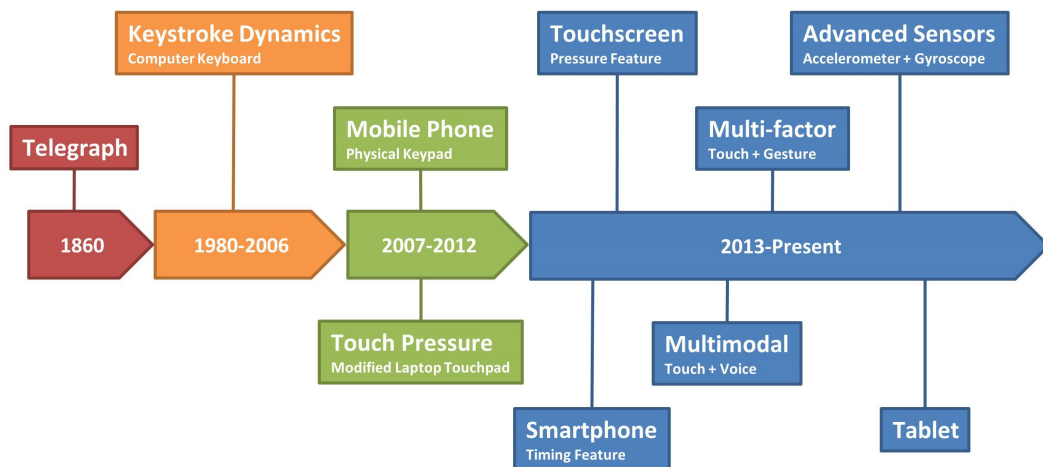 Keystroke Dynamics
Computer Keyboard
Touchscreen
Pressure Feature
Advanced Sensors
Accelerometer + Gyroscope
Telegraph
Mobile Phone
Physical Keypad
Multi-factor
Touch + Gesture
1860
1980-2006
2007-2012
2013-Present
Touch Pressure
Modified Laptop Touchpad
Multimodal
Touch + Voice
Smartphone
Timing Feature
Tablet